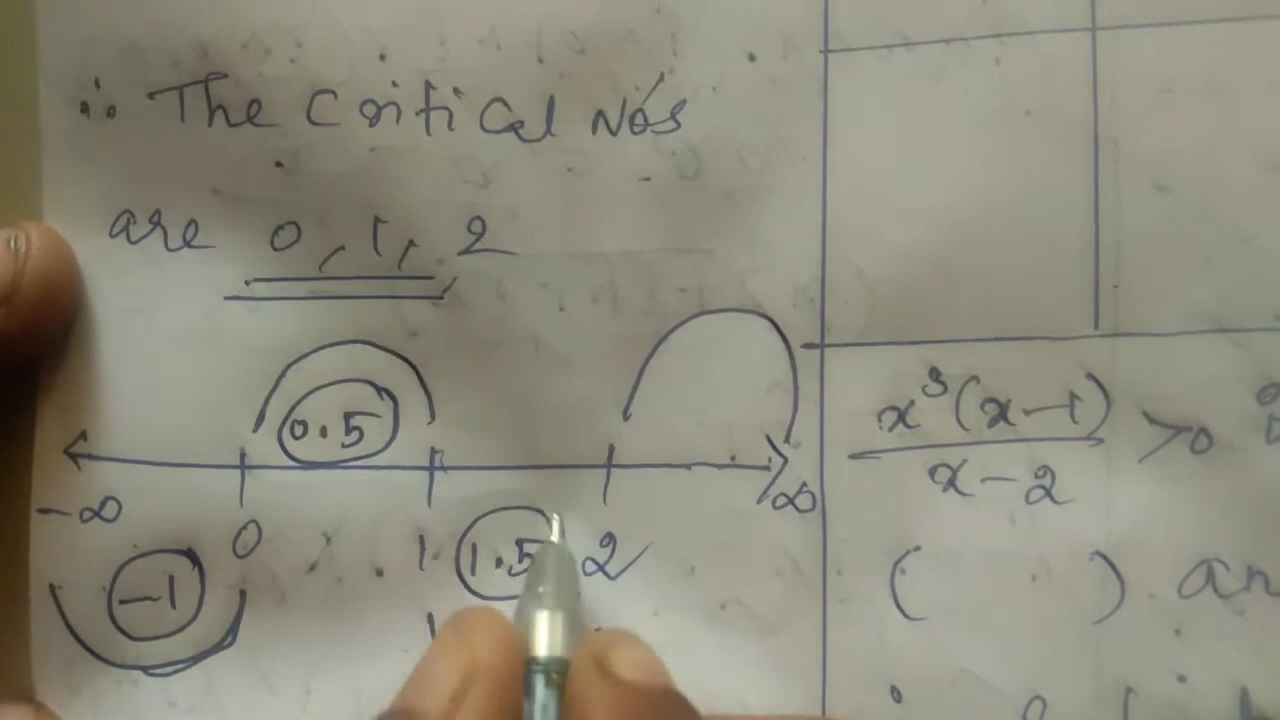 ∴ The Critical No's
are 0, 1, 2
0.5
-∞ 0 1 1.5 2 ∞
-1
x³(x-1) / x-2 >0
( ) an